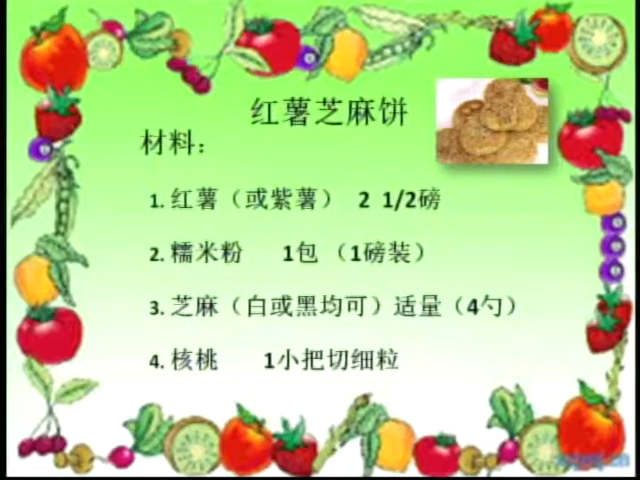 红薯芝麻饼
材料：
1. 红薯（或紫薯） 2 1/2磅
2. 糯米粉 1包 （1磅装）
3. 芝麻（白或黑均可）适量（4勺）
4. 核桃 1小把切细粒